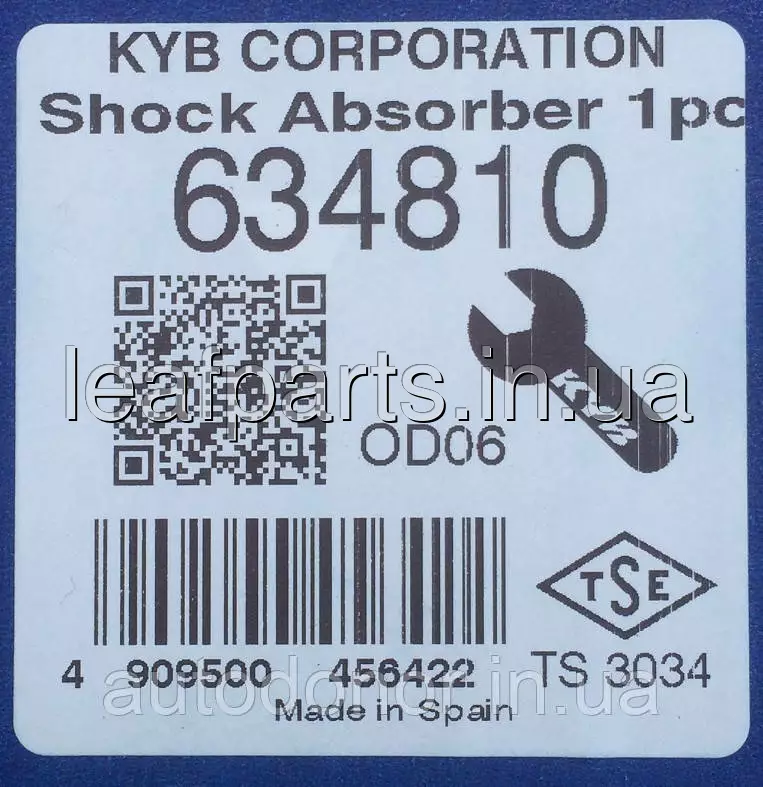 KYB CORPORATION
Shock Absorber 1pc
634810
leafparts.in.ua
KYB
OD06
TSE
4 909500 456422
TS 3034
autodonor.in.ua
Made in Spain